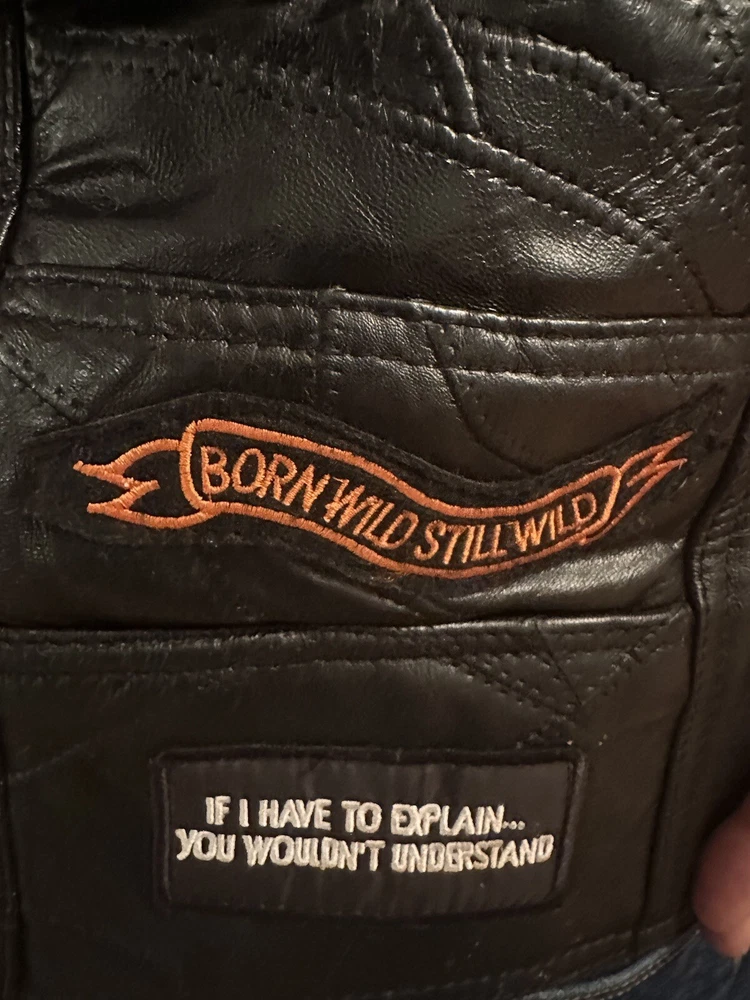 BORN WILD STILL WILD
IF I HAVE TO EXPLAIN...
YOU WOULDN'T UNDERSTAND